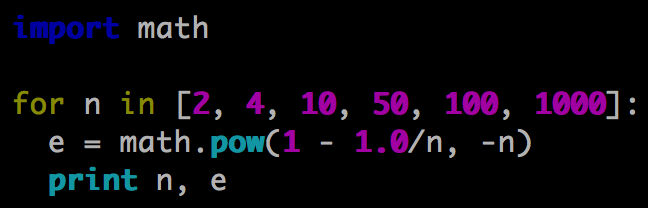 import math
for n in [2, 4, 10, 50, 100, 1000]:
  e = math.pow(1 - 1.0/n, -n)
  print n, e